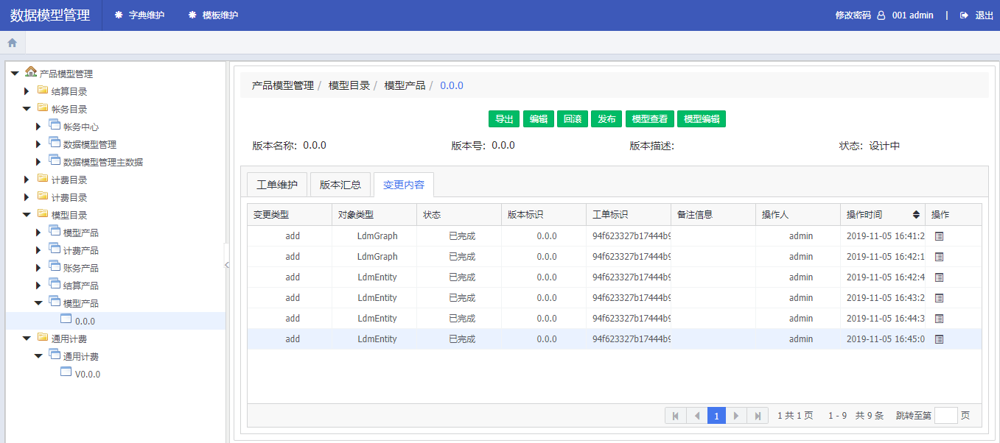 数据模型管理 字典维护 模板维护 修改密码 001 admin | 退出
产品模型管理
结算目录
帐务目录
帐务中心
数据模型管理
数据模型管理主数据
计费目录
计费目录
模型目录
模型产品
计费产品
账务产品
结算产品
模型产品
0.0.0
通用计费
通用计费
V0.0.0
产品模型管理 / 模型目录 / 模型产品 / 0.0.0
导出 编辑 回滚 发布 模型查看 模型编辑
版本名称: 0.0.0 版本号: 0.0.0 版本描述: 状态: 设计中
工单维护 版本汇总 变更内容
变更类型 对象类型 状态 版本标识 工单标识 备注信息 操作人 操作时间 操作
add LdmGraph 已完成 0.0.0 94f623327b17444b9 admin 2019-11-05 16:41:2
add LdmGraph 已完成 0.0.0 94f623327b17444b9 admin 2019-11-05 16:42:1
add LdmEntity 已完成 0.0.0 94f623327b17444b9 admin 2019-11-05 16:42:4
add LdmEntity 已完成 0.0.0 94f623327b17444b9 admin 2019-11-05 16:43:2
add LdmEntity 已完成 0.0.0 94f623327b17444b9 admin 2019-11-05 16:44:3
add LdmEntity 已完成 0.0.0 94f623327b17444b9 admin 2019-11-05 16:45:0
1 1 共 1 页 1 - 9 共 9 条 跳转至第 页